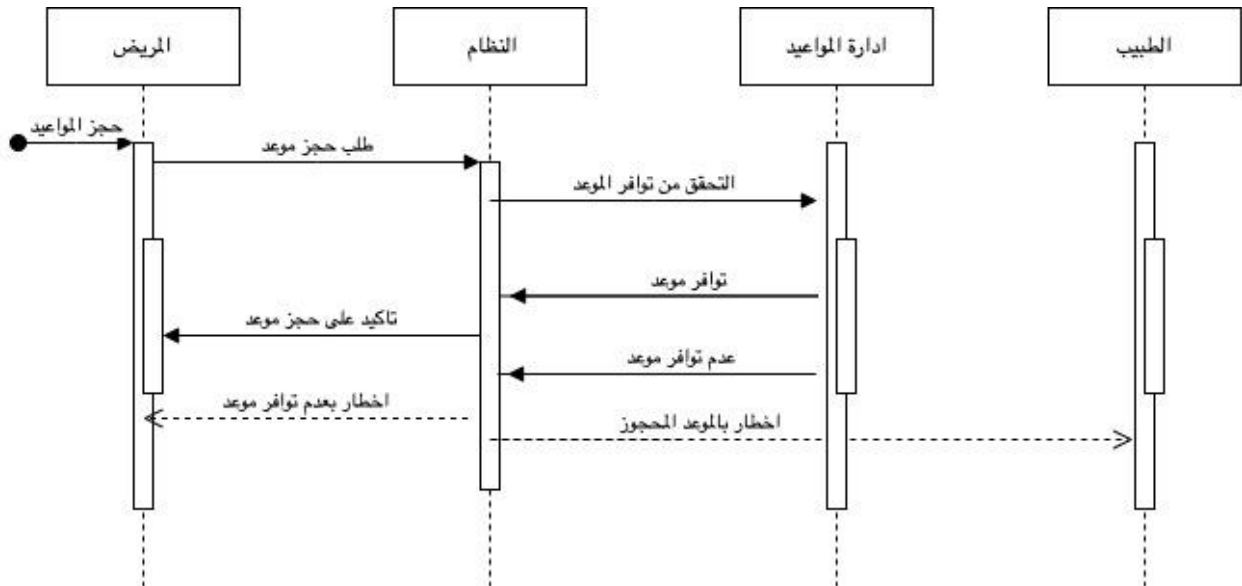 المريض
النظام
ادارة المواعيد
الطبيب
حجز المواعيد
طلب حجز موعد
التحقق من توافر الموعد
توافر موعد
تاكيد على حجز موعد
عدم توافر موعد
اخطار بعدم توافر موعد
اخطار بالموعد المحجوز